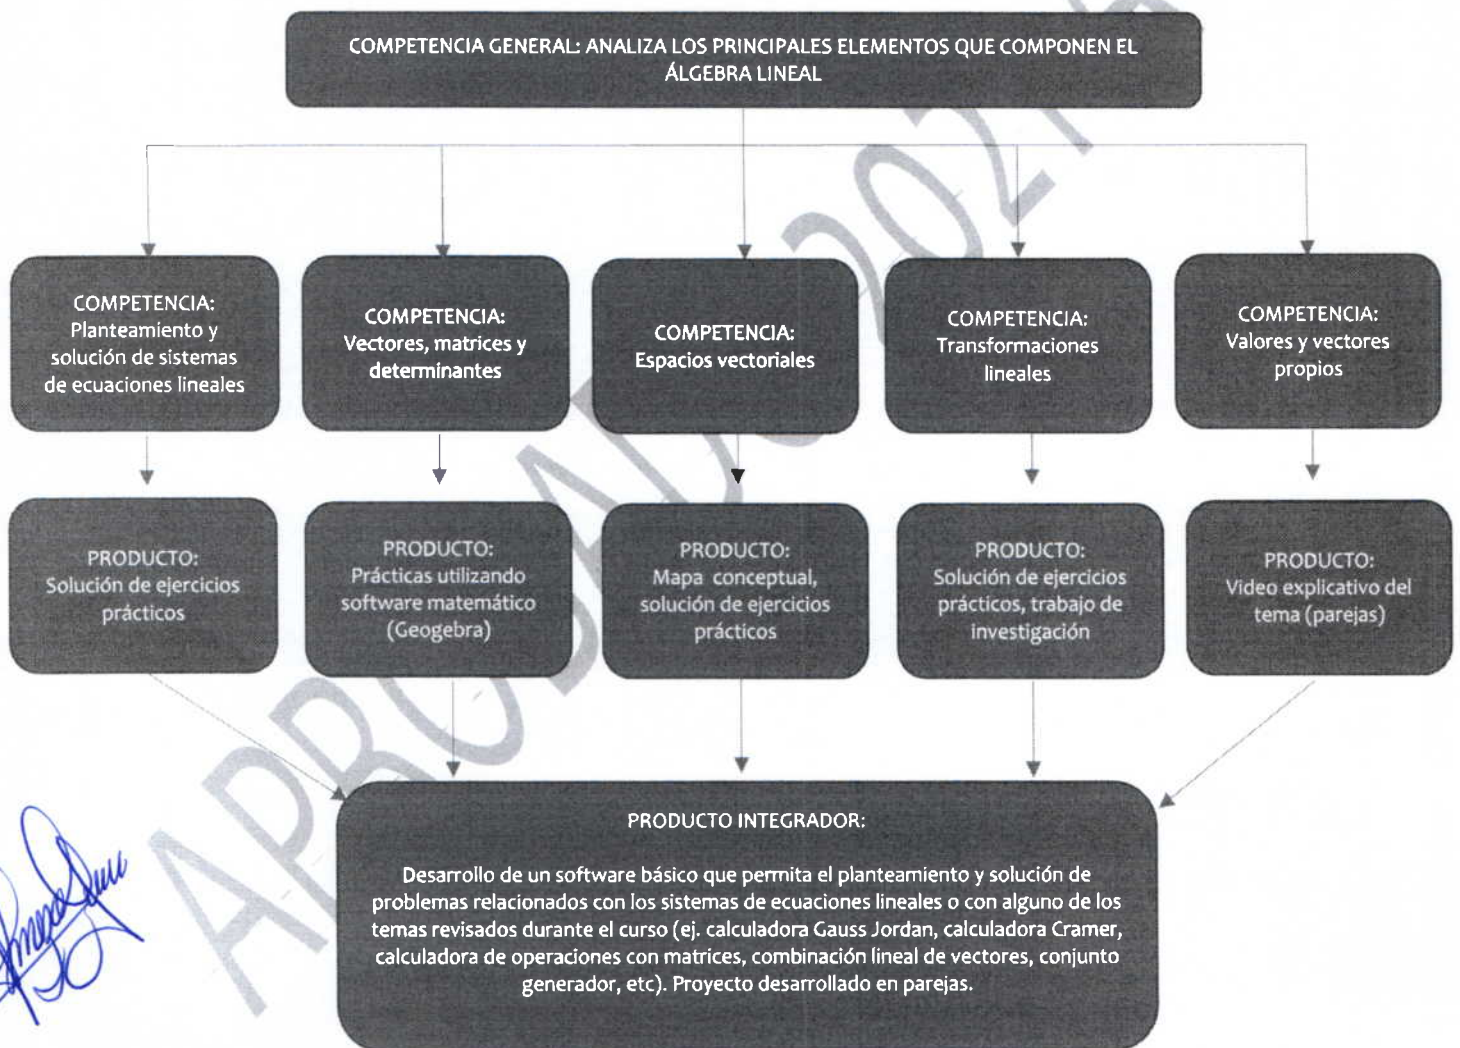 COMPETENCIA GENERAL: ANALIZA LOS PRINCIPALES ELEMENTOS QUE COMPONEN EL
ÁLGEBRA LINEAL
COMPETENCIA:
Planteamiento y
solución de sistemas
de ecuaciones lineales
COMPETENCIA:
Vectores, matrices y
determinantes
COMPETENCIA:
Espacios vectoriales
COMPETENCIA:
Transformaciones
lineales
COMPETENCIA:
Valores y vectores
propios
PRODUCTO:
Solución de ejercicios
prácticos
PRODUCTO:
Prácticas utilizando
software matemático
(Geogebra)
PRODUCTO:
Mapa conceptual,
solución de ejercicios
prácticos
PRODUCTO:
Solución de ejercicios
prácticos, trabajo de
investigación
PRODUCTO:
Video explicativo del
tema (parejas)
PRODUCTO INTEGRADOR:
Desarrollo de un software básico que permita el planteamiento y solución de
problemas relacionados con los sistemas de ecuaciones lineales o con alguno de los
temas revisados durante el curso (ej. calculadora Gauss Jordan, calculadora Cramer,
calculadora de operaciones con matrices, combinación lineal de vectores, conjunto
generador, etc). Proyecto desarrollado en parejas.